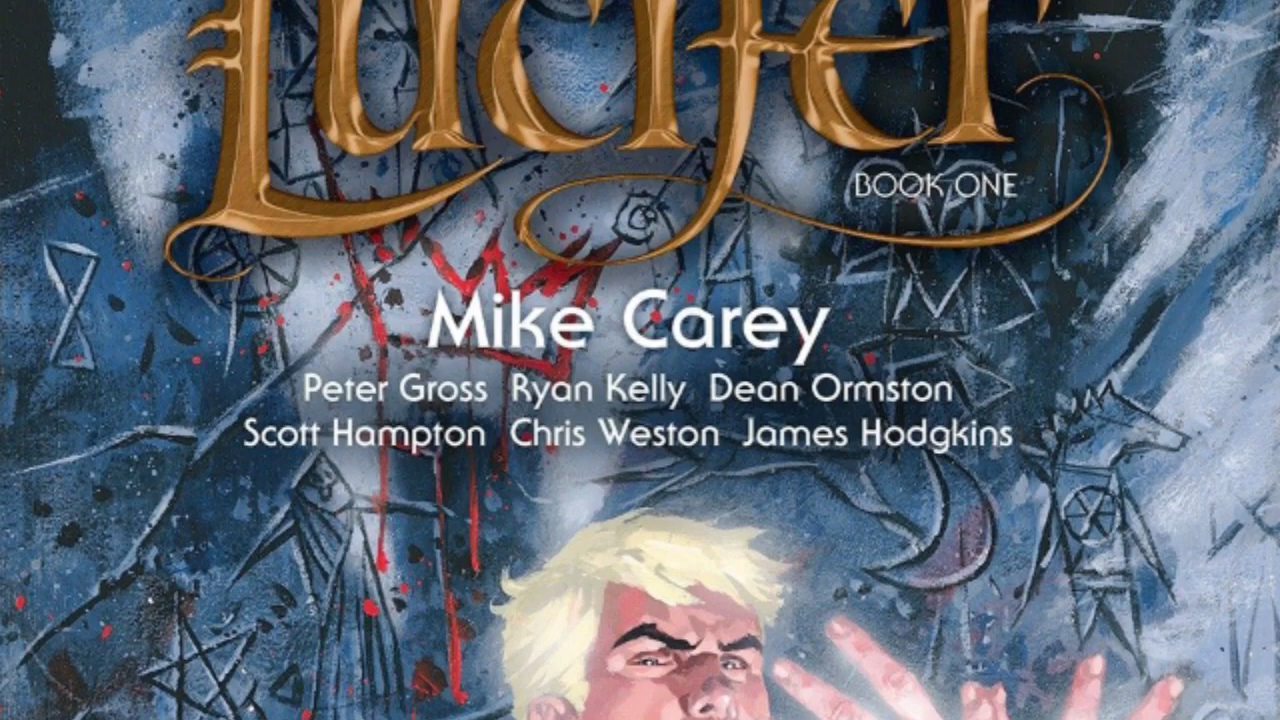 Lucifer
BOOK ONE
Mike Carey
Peter Gross Ryan Kelly Dean Ormston
Scott Hampton Chris Weston James Hodgkins